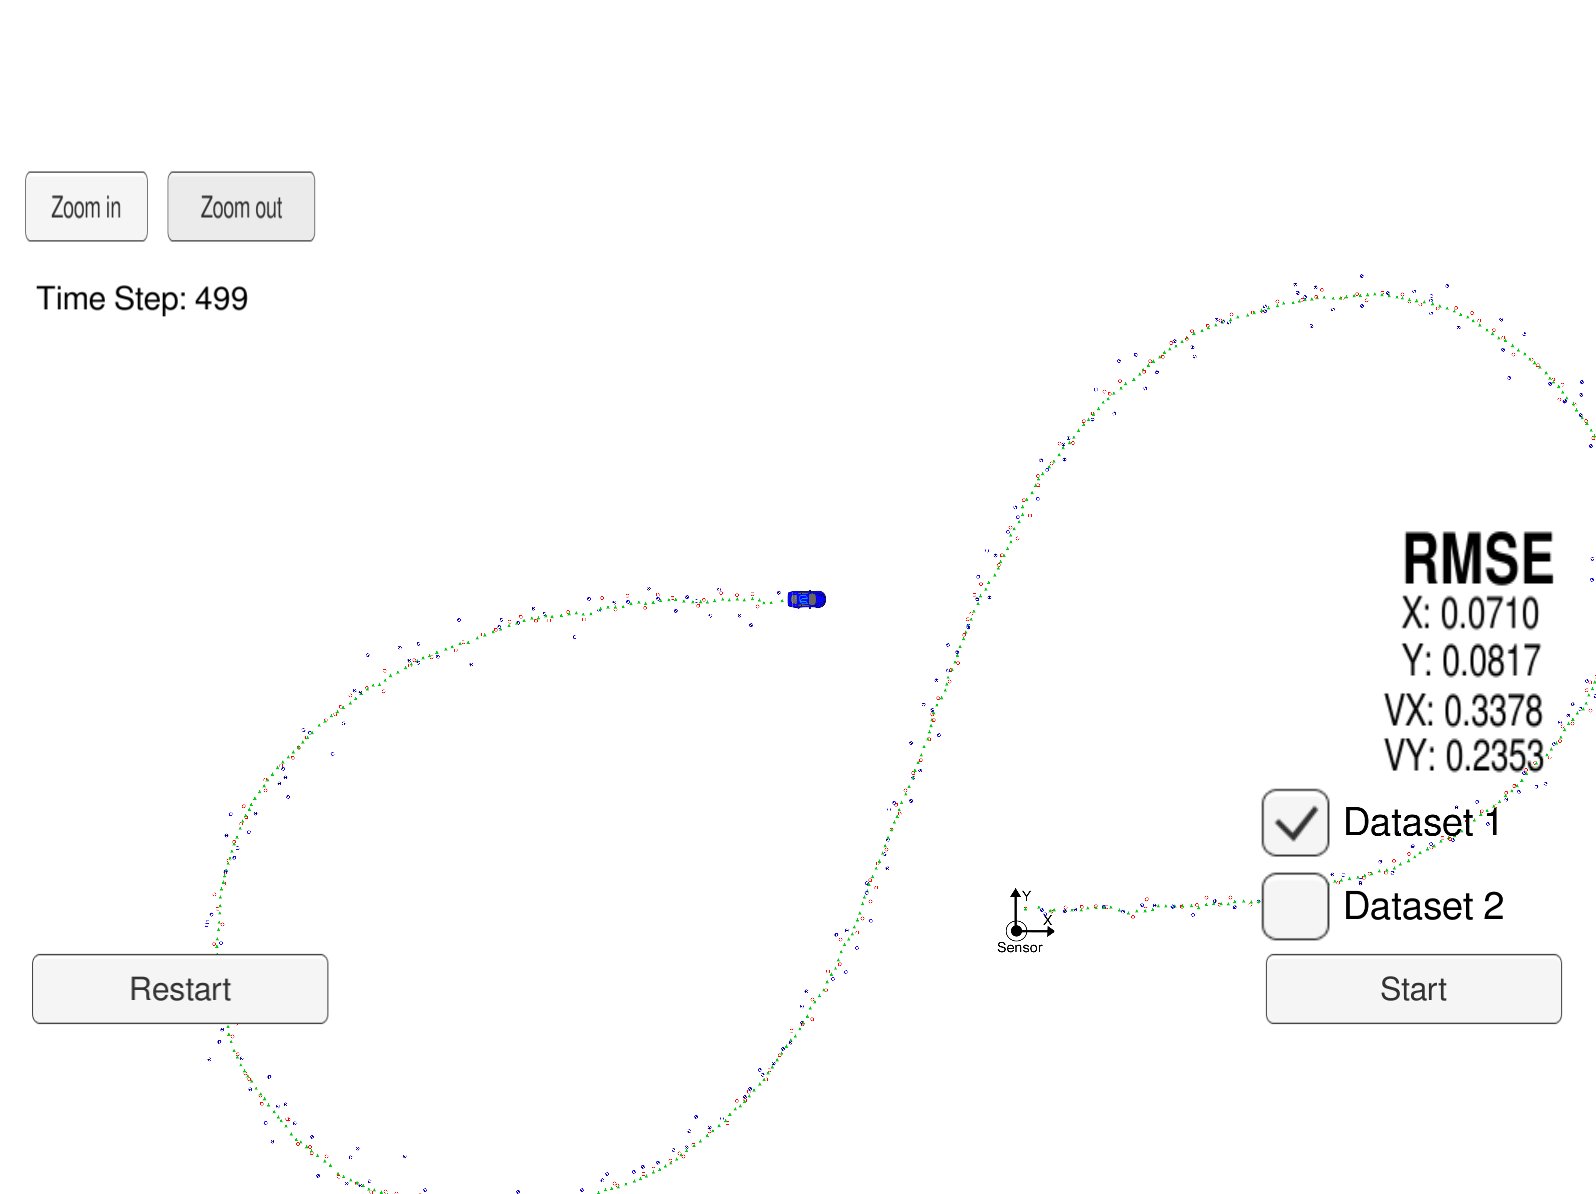 Zoom in
Zoom out
Time Step: 499
RMSE
X: 0.0710
Y: 0.0817
VX: 0.3378
VY: 0.2353
Dataset 1
Dataset 2
Y
X
Sensor
Restart
Start